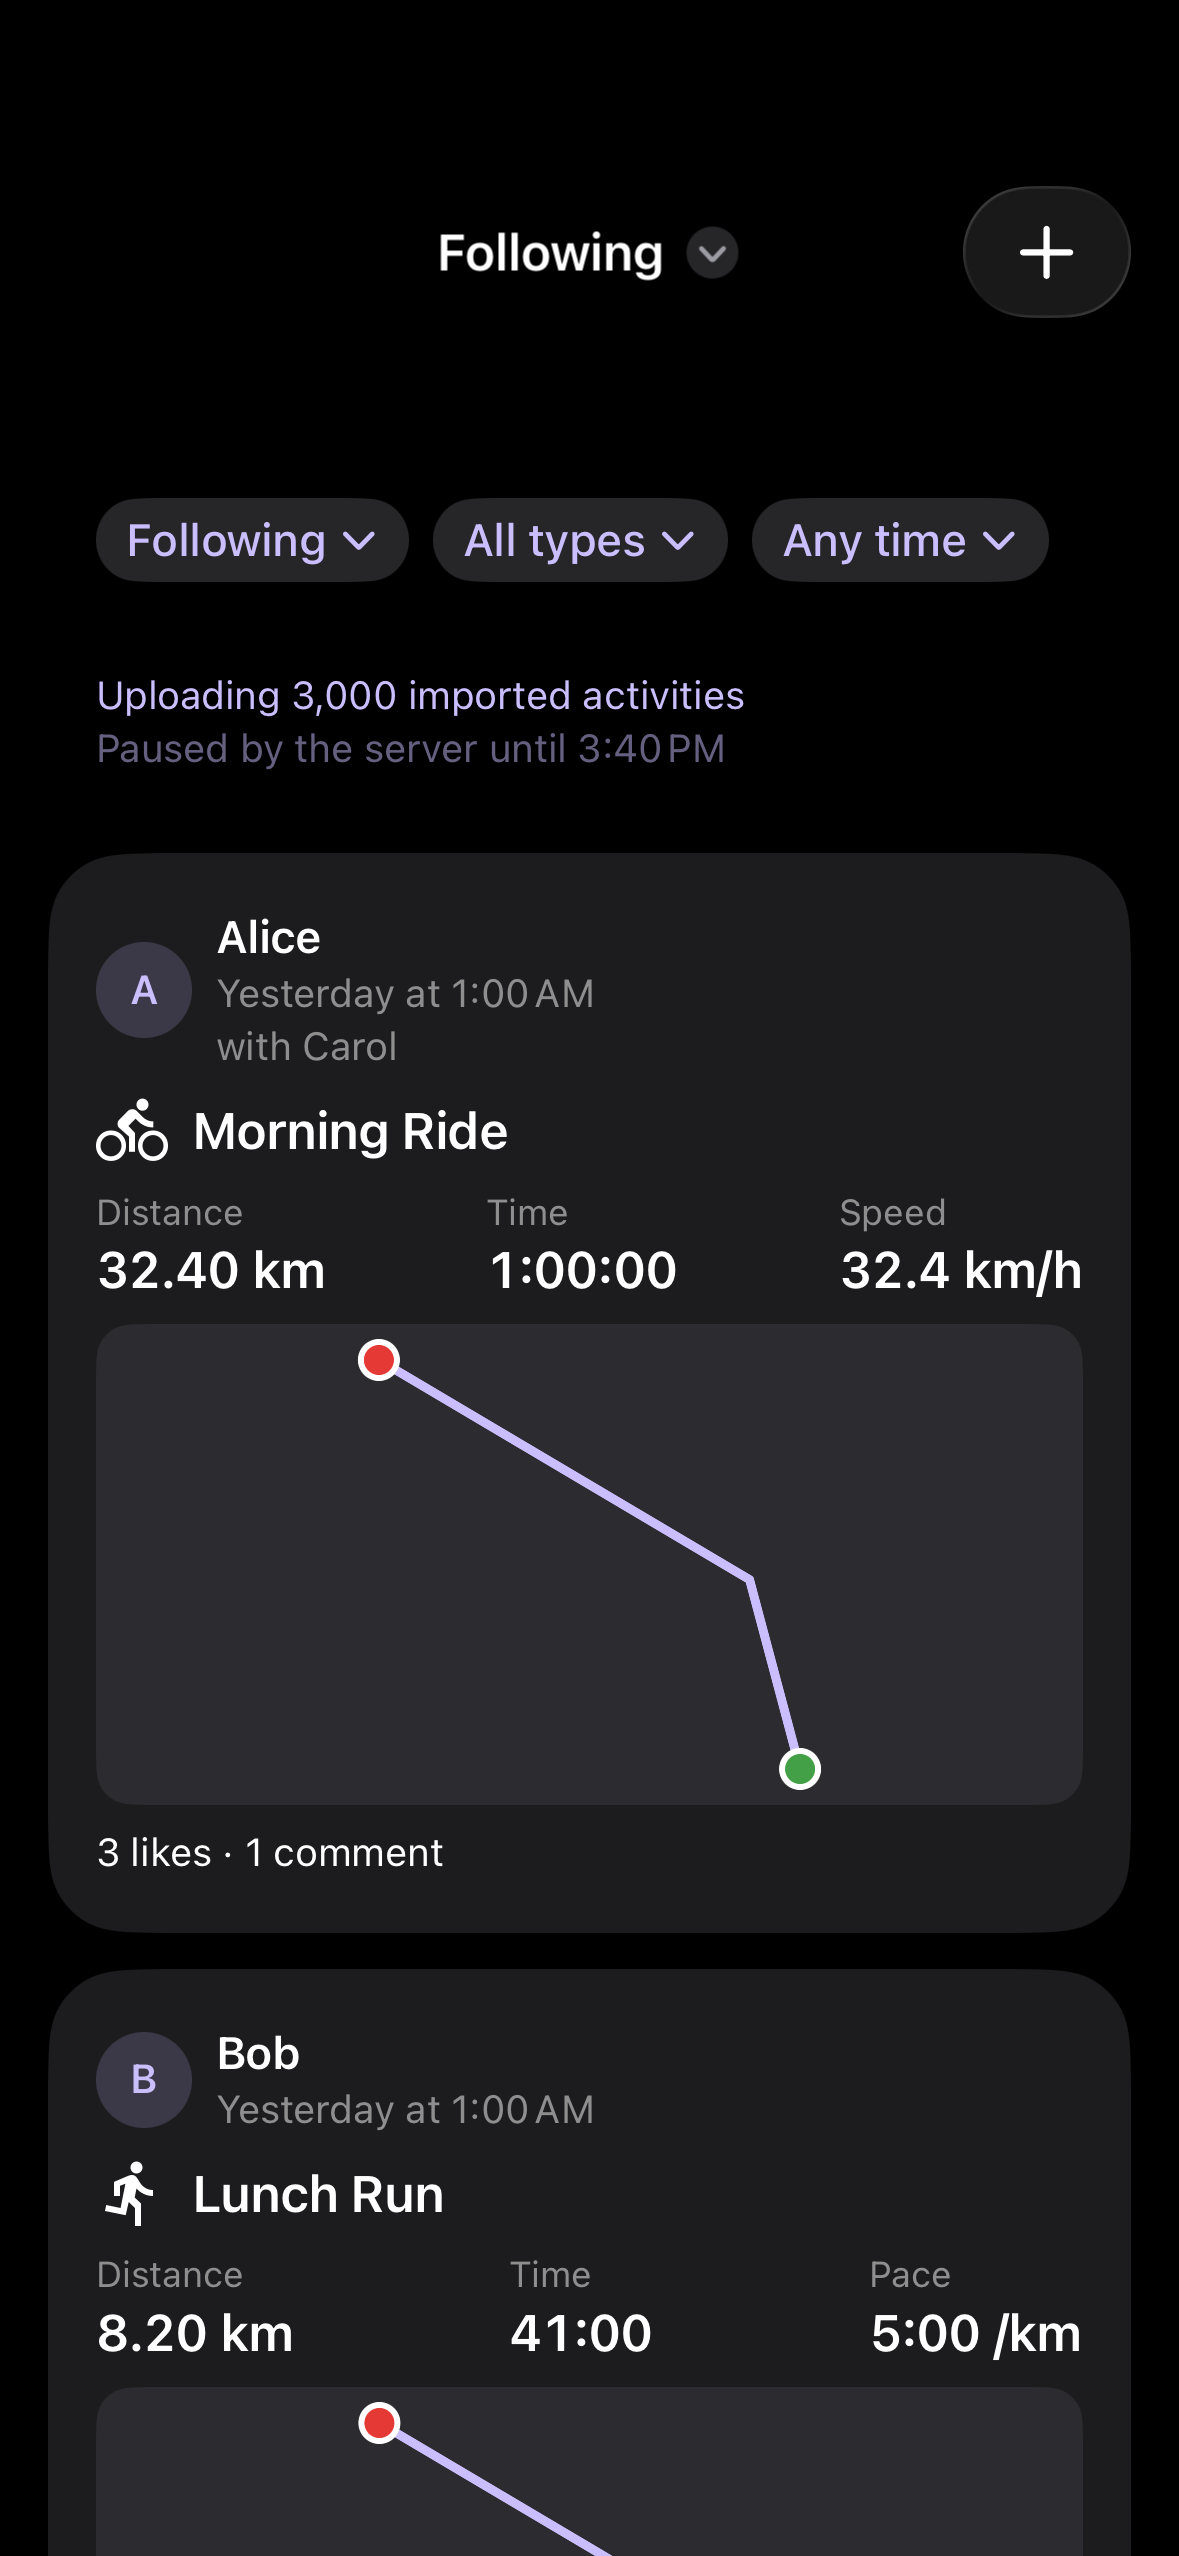 Following
Following
All types
Any time
Uploading 3,000 imported activities
Paused by the server until 3:40 PM
A
Alice
Yesterday at 1:00 AM
with Carol
Morning Ride
Distance
Time
Speed
32.40 km
1:00:00
32.4 km/h
3 likes · 1 comment
B
Bob
Yesterday at 1:00 AM
Lunch Run
Distance
Time
Pace
8.20 km
41:00
5:00 /km